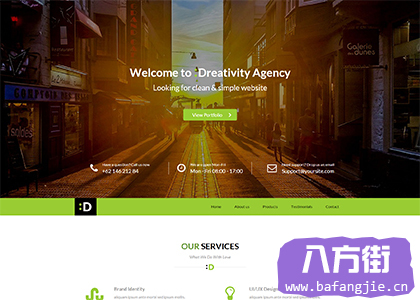 Galerie
des
dunes
Welcome to :Dreativity Agency
Looking for clean & simple website
View Portfolio
Have a question? Call us now
+62 146 212 84
We are open Mon-Fri
Mon - Fri 08:00 - 17:00
Need Support? Drop us an email
Support@yoursite.com
:D
Home
About us
Products
Testimonials
Contact
OUR SERVICES
What We Do With Love
:D
Brand Identity
UI/UX Design
八方街
www.bafangjie.cn